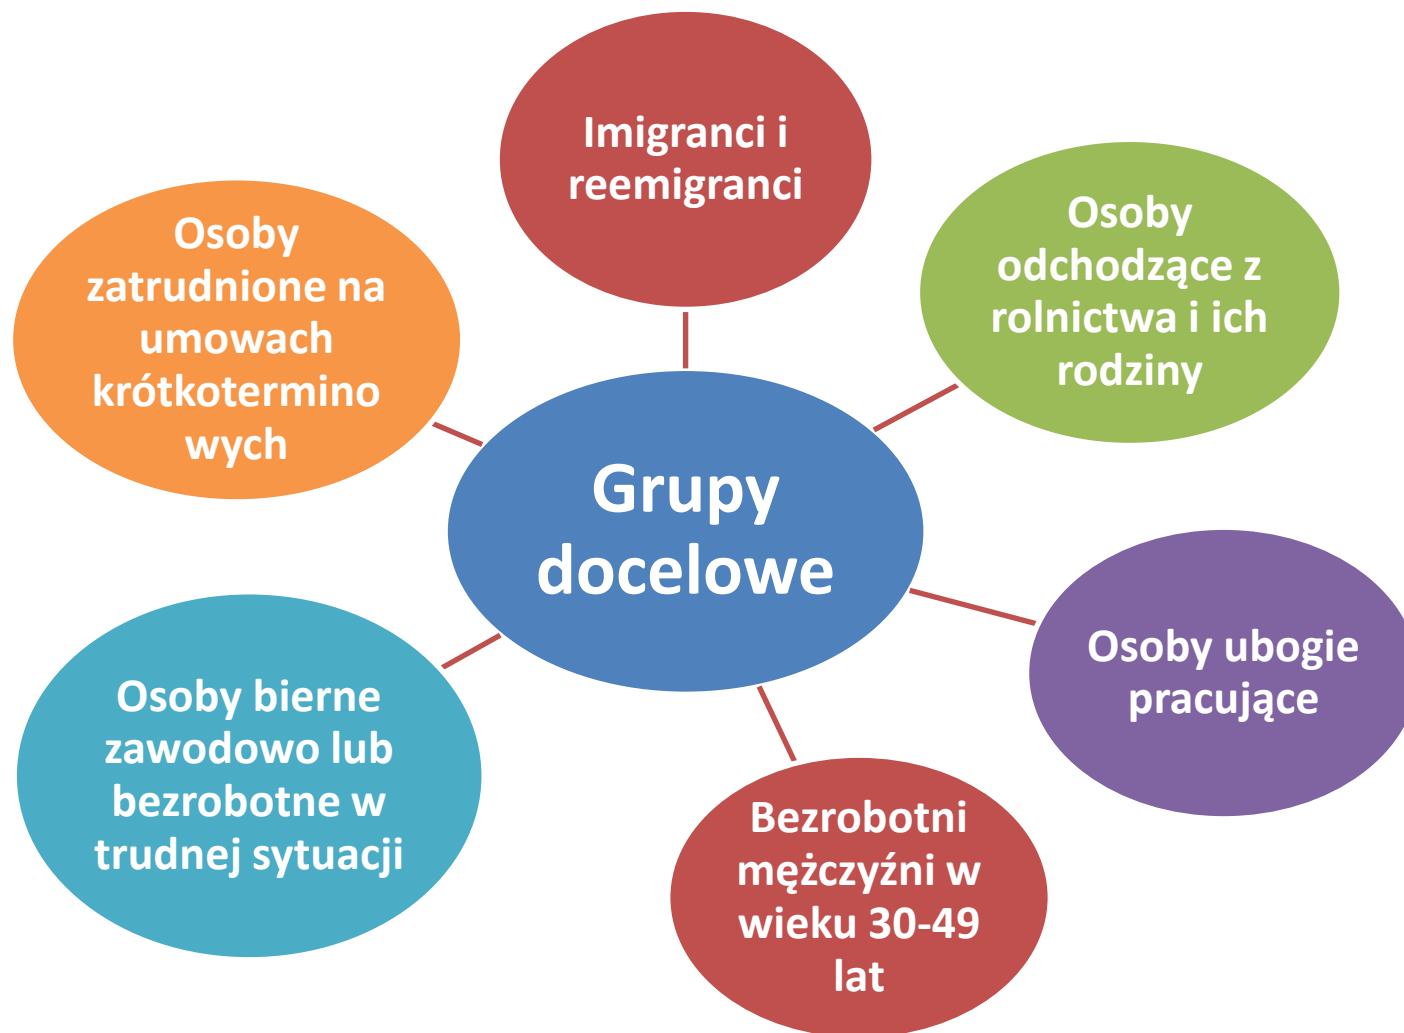 Imigranci i
reemigranci
Osoby
odchodzące z
rolnictwa i ich
rodziny
Osoby
zatrudnione na
umowach
krótkotermino
wych
Grupy
docelowe
Osoby ubogie
pracujące
Osoby bierne
zawodowo lub
bezrobotne w
trudnej sytuacji
Bezrobotni
mężczyźni w
wieku 30-49
lat